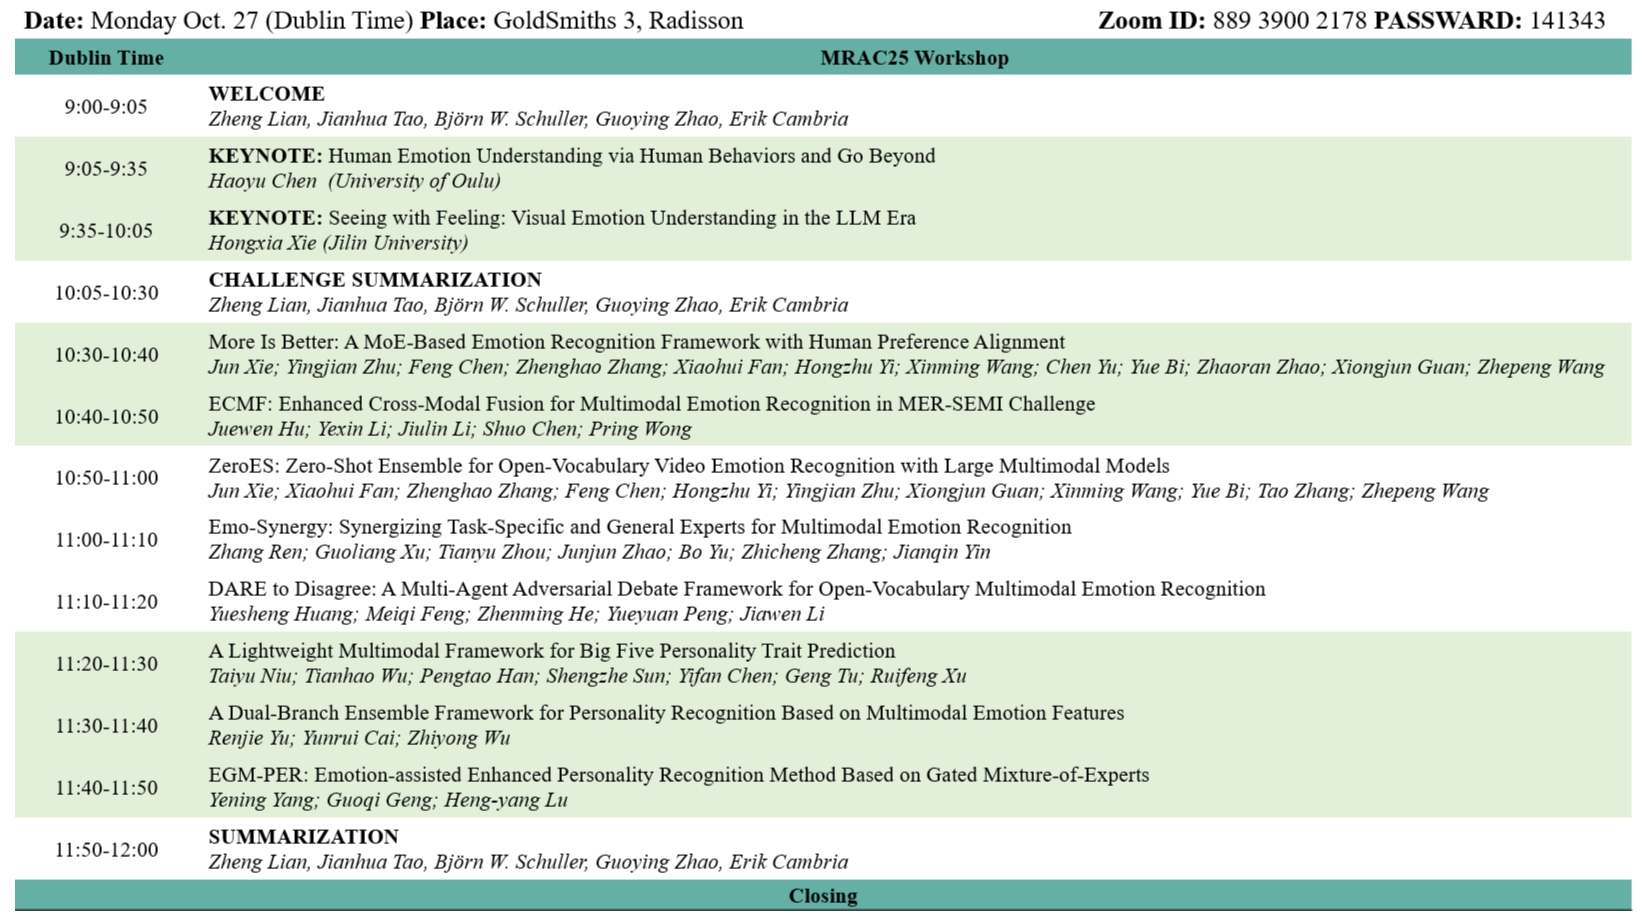 Date: Monday Oct. 27 (Dublin Time) Place: GoldSmiths 3, Radisson Zoom ID: 889 3900 2178 PASSWARD: 141343
Dublin Time MRAC25 Workshop
9:00-9:05
WELCOME
Zheng Lian, Jianhua Tao, Björn W. Schuller, Guoying Zhao, Erik Cambria
9:05-9:35
KEYNOTE: Human Emotion Understanding via Human Behaviors and Go Beyond
Haoyu Chen (University of Oulu)
9:35-10:05
KEYNOTE: Seeing with Feeling: Visual Emotion Understanding in the LLM Era
Hongxia Xie (Jilin University)
10:05-10:30
CHALLENGE SUMMARIZATION
Zheng Lian, Jianhua Tao, Björn W. Schuller, Guoying Zhao, Erik Cambria
10:30-10:40
More Is Better: A MoE-Based Emotion Recognition Framework with Human Preference Alignment
Jun Xie; Yingjian Zhu; Feng Chen; Zhenghao Zhang; Xiaohui Fan; Hongzhu Yi; Xinming Wang; Chen Yu; Yue Bi; Zhaoran Zhao; Xiongjun Guan; Zhepeng Wang
10:40-10:50
ECMF: Enhanced Cross-Modal Fusion for Multimodal Emotion Recognition in MER-SEMI Challenge
Juewen Hu; Yexin Li; Jiulin Li; Shuo Chen; Pring Wong
10:50-11:00
ZeroES: Zero-Shot Ensemble for Open-Vocabulary Video Emotion Recognition with Large Multimodal Models
Jun Xie; Xiaohui Fan; Zhenghao Zhang; Feng Chen; Hongzhu Yi; Yingjian Zhu; Xiongjun Guan; Xinming Wang; Yue Bi; Tao Zhang; Zhepeng Wang
11:00-11:10
Emo-Synergy: Synergizing Task-Specific and General Experts for Multimodal Emotion Recognition
Zhang Ren; Guoliang Xu; Tianyu Zhou; Junjun Zhao; Bo Yu; Zhicheng Zhang; Jianqin Yin
11:10-11:20
DARE to Disagree: A Multi-Agent Adversarial Debate Framework for Open-Vocabulary Multimodal Emotion Recognition
Yuesheng Huang; Meiqi Feng; Zhenming He; Yueyuan Peng; Jiawen Li
11:20-11:30
A Lightweight Multimodal Framework for Big Five Personality Trait Prediction
Taiyu Niu; Tianhao Wu; Pengtao Han; Shengzhe Sun; Yifan Chen; Geng Tu; Ruifeng Xu
11:30-11:40
A Dual-Branch Ensemble Framework for Personality Recognition Based on Multimodal Emotion Features
Renjie Yu; Yunrui Cai; Zhiyong Wu
11:40-11:50
EGM-PER: Emotion-assisted Enhanced Personality Recognition Method Based on Gated Mixture-of-Experts
Yening Yang; Guoqi Geng; Heng-yang Lu
11:50-12:00
SUMMARIZATION
Zheng Lian, Jianhua Tao, Björn W. Schuller, Guoying Zhao, Erik Cambria
Closing